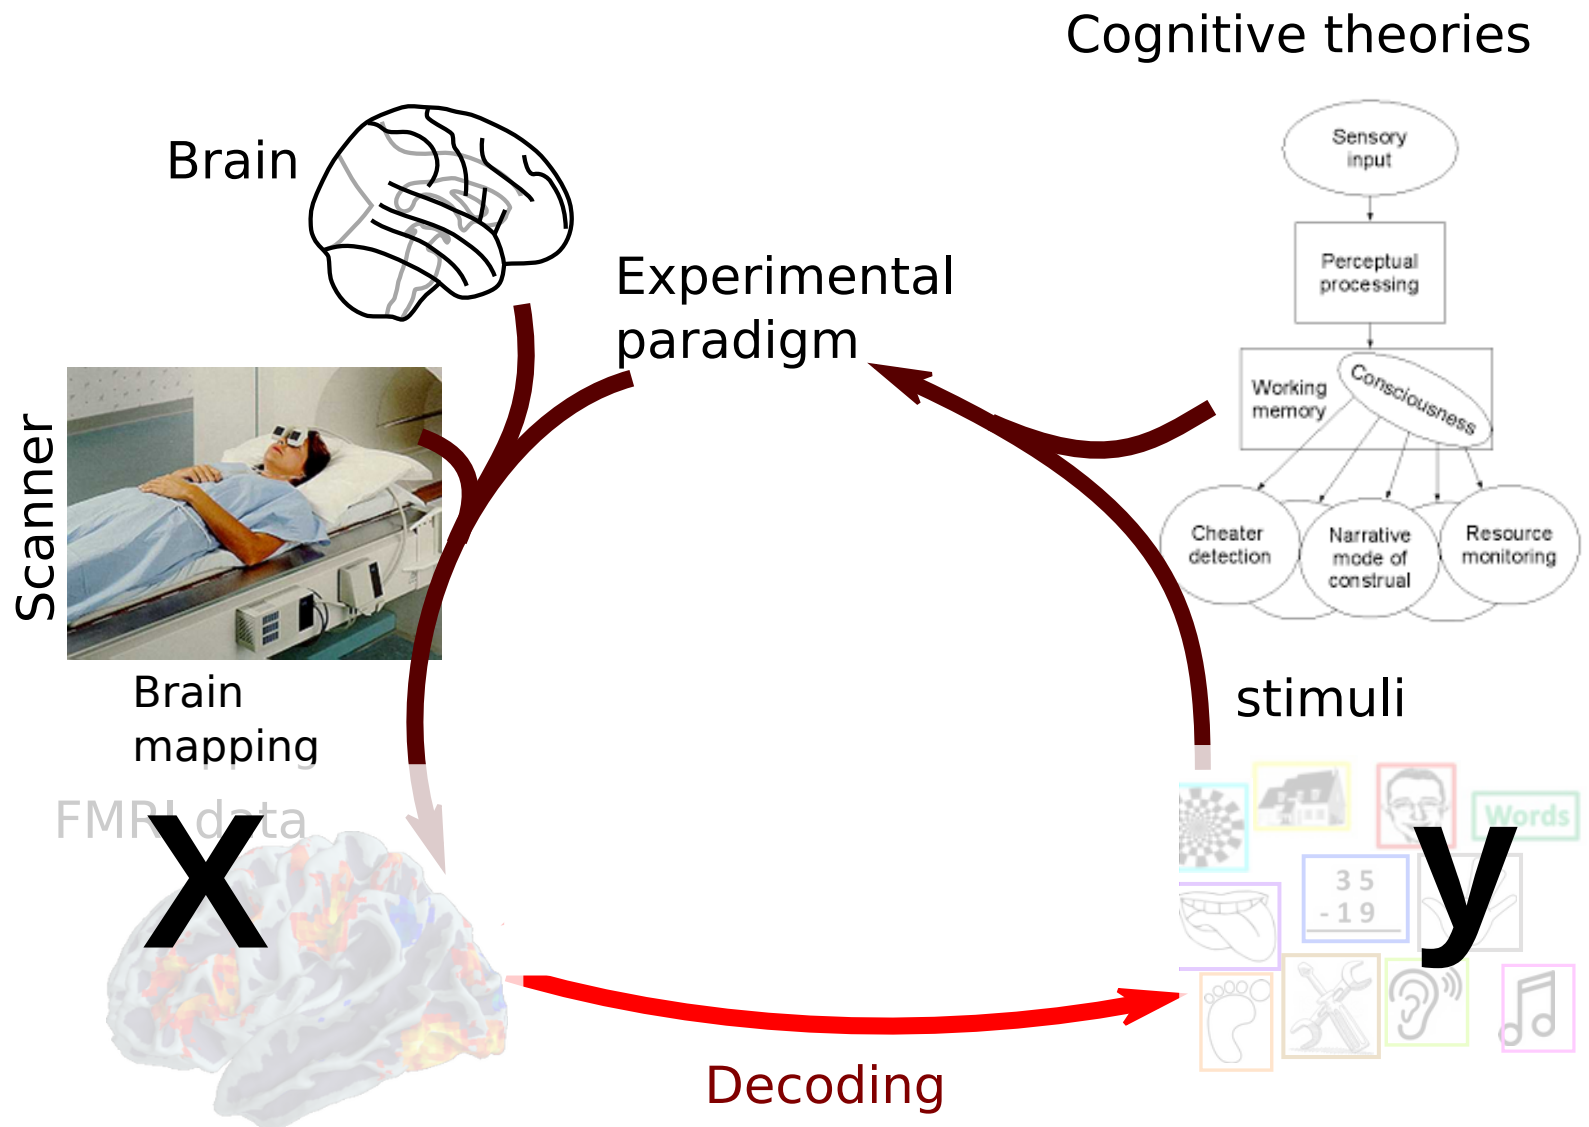 Cognitive theories
Brain
Sensory
input
Perceptual
processing
Experimental
paradigm
Working
memory
Consciousness
Scanner
Cheater
detection
Narrative
mode of
construal
Resource
monitoring
Brain
mapping
stimuli
FMRI data
X
Words
y
3 5
- 1 9
Decoding